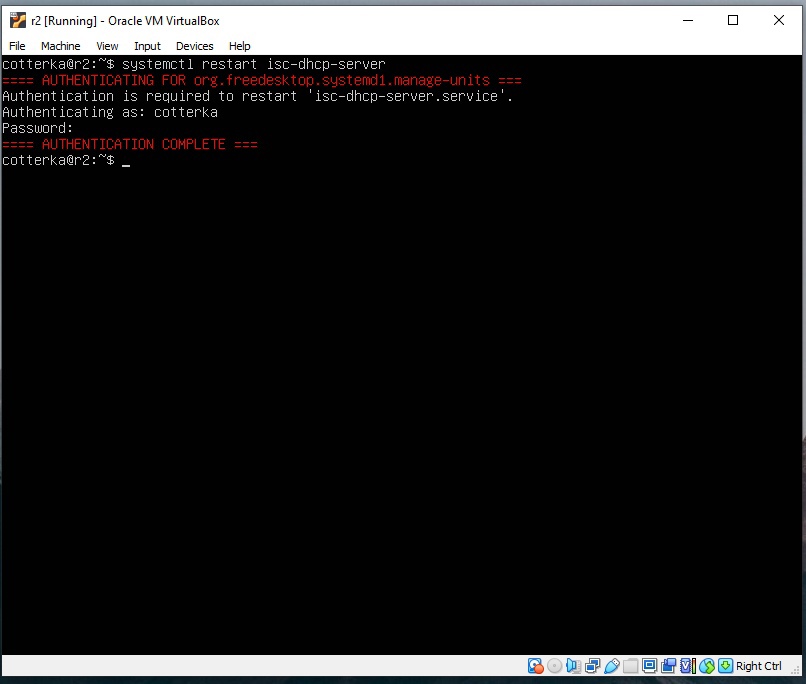 r2 [Running] - Oracle VM VirtualBox
File Machine View Input Devices Help
cotterka@r2:~$ systemctl restart isc-dhcp-server
==== AUTHENTICATING FOR org.freedesktop.systemd1.manage-units ===
Authentication is required to restart 'isc-dhcp-server.service'.
Authenticating as: cotterka
Password:
==== AUTHENTICATION COMPLETE ===
cotterka@r2:~$ _
Right Ctrl